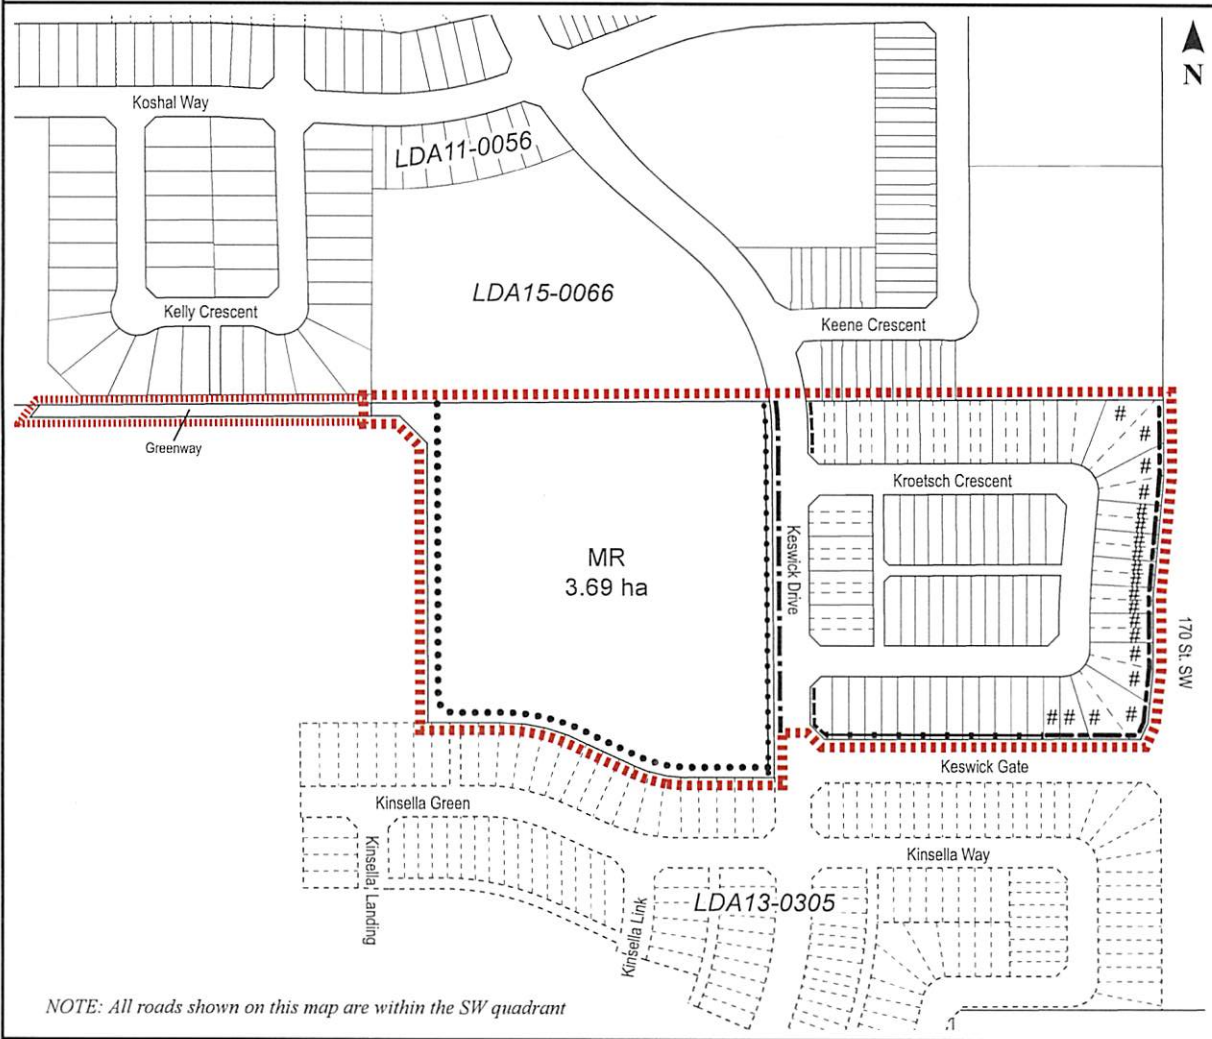 N
Koshal Way
LDA11-0056
LDA15-0066
Kelly Crescent
Keene Crescent
Greenway
#
#
Kroetsch Crescent
#
#
#
#
#
#
#
#
#
#
#
#
#
#
MR
3.69 ha
Keswick Drive
170 St. SW
# # # #
Keswick Gate
Kinsella Green
Kinsella Way
Kinsella Landing
LDA13-0305
Kinsella Link
NOTE: All roads shown on this map are within the SW quadrant